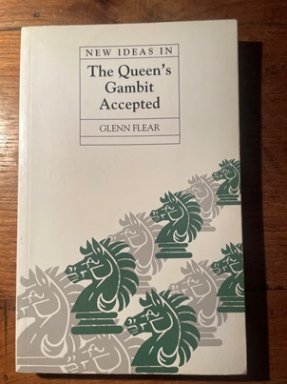 NEW IDEAS IN
The Queen's
Gambit
Accepted
GLENN FLEAR